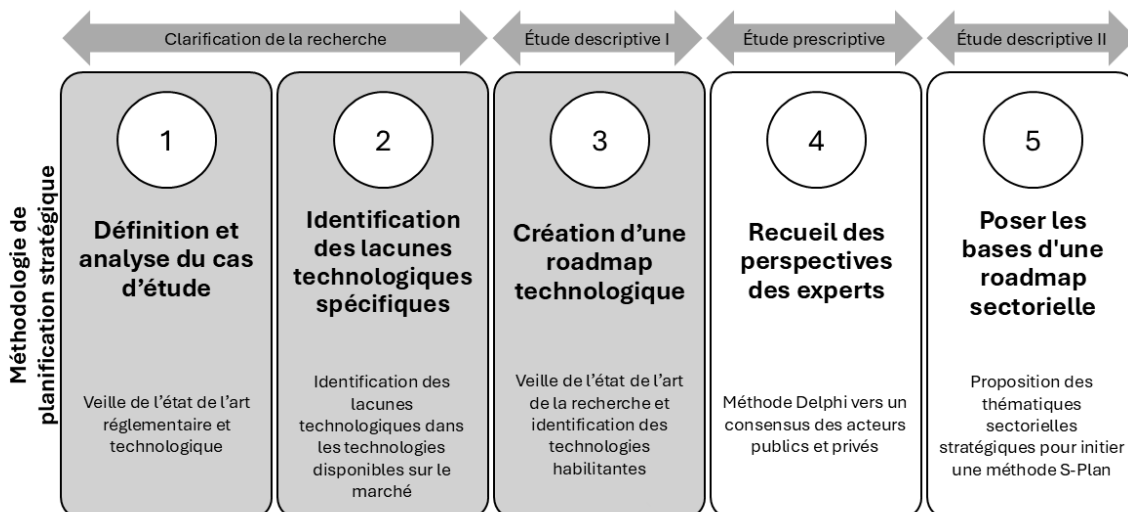 Clarification de la recherche
Étude descriptive I
Étude prescriptive
Étude descriptive II
Méthodologie de
planification stratégique
1
Définition et
analyse du cas
d’étude
Veille de l’état de l’art
réglementaire et
technologique
2
Identification
des lacunes
technologiques
spécifiques
Identification des
lacunes
technologiques dans
les technologies
disponibles sur le
marché
3
Création d’une
roadmap
technologique
Veille de l’état de l’art
de la recherche et
identification des
technologies
habilitantes
4
Recueil des
perspectives
des experts
Méthode Delphi vers un
consensus des acteurs
publics et privés
5
Poser les
bases d'une
roadmap
sectorielle
Proposition des
thématiques
sectorielles
stratégiques pour initier
une méthode S-Plan